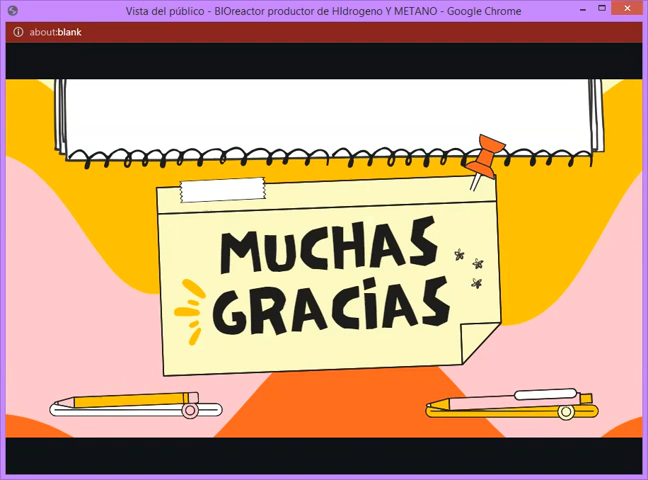 Vista del público - BIOreactor productor de HIdrogeno Y METANO - Google Chrome
about:blank
MUCHAS
GRACIAS